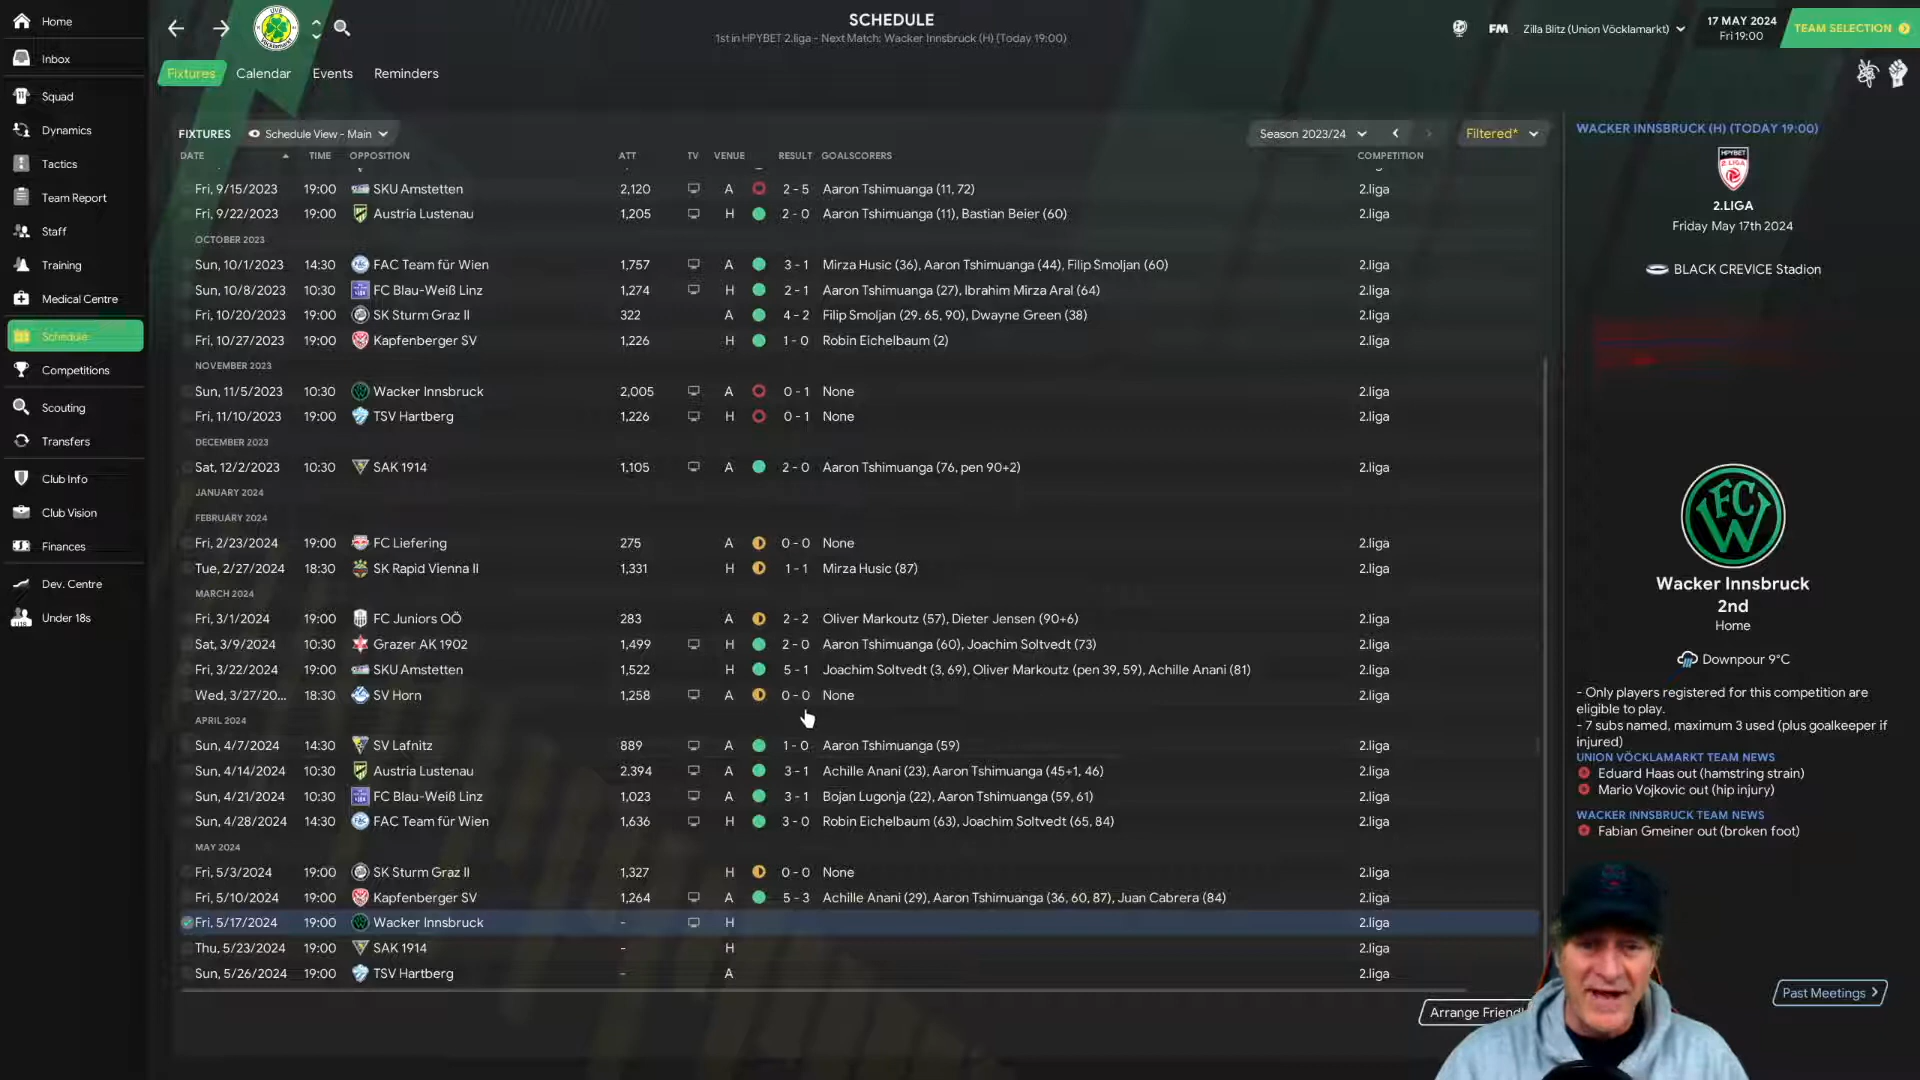 Home
Inbox
Squad
Dynamics
Tactics
Team Report
Staff
Training
Medical Centre
Schedule
Competitions
Scouting
Transfers
Club Info
Club Vision
Finances
Dev. Centre
Under 18s
SCHEDULE
1st in HPYBET 2.liga - Next Match: Wacker Innsbruck (H) (Today 19:00)
FM
Zilla Blitz (Union Vöcklamarkt)
17 MAY 2024
Fri 19:00
TEAM SELECTION
Fixtures
Calendar
Events
Reminders
FIXTURES
Schedule View - Main
Season 2023/24
Filtered*
DATE TIME OPPOSITION ATT TV VENUE RESULT GOALSCORERS COMPETITION
Fri, 9/15/2023 19:00 SKU Amstetten 2,120 A 2 - 5 Aaron Tshimuanga (11, 72) 2.liga
Fri, 9/22/2023 19:00 Austria Lustenau 1,205 H 2 - 0 Aaron Tshimuanga (11), Bastian Beier (60) 2.liga
OCTOBER 2023
Sun, 10/1/2023 14:30 FAC Team für Wien 1,757 A 3 - 1 Mirza Husic (36), Aaron Tshimuanga (44), Filip Smoljan (60) 2.liga
Sun, 10/8/2023 10:30 FC Blau-Weiß Linz 1,274 H 2 - 1 Aaron Tshimuanga (27), Ibrahim Mirza Aral (64) 2.liga
Fri, 10/20/2023 19:00 SK Sturm Graz II 322 A 4 - 2 Filip Smoljan (29, 65, 90), Dwayne Green (38) 2.liga
Fri, 10/27/2023 19:00 Kapfenberger SV 1,226 H 1 - 0 Robin Eichelbaum (2) 2.liga
NOVEMBER 2023
Sun, 11/5/2023 10:30 Wacker Innsbruck 2,005 A 0 - 1 None 2.liga
Fri, 11/10/2023 19:00 TSV Hartberg 1,226 H 0 - 1 None 2.liga
DECEMBER 2023
Sat, 12/2/2023 10:30 SAK 1914 1,105 A 2 - 0 Aaron Tshimuanga (76, pen 90+2) 2.liga
JANUARY 2024
FEBRUARY 2024
Fri, 2/23/2024 19:00 FC Liefering 275 A 0 - 0 None 2.liga
Tue, 2/27/2024 18:30 SK Rapid Vienna II 1,331 H 1 - 1 Mirza Husic (87) 2.liga
MARCH 2024
Fri, 3/1/2024 19:00 FC Juniors OÖ 283 A 2 - 2 Oliver Markoutz (57), Dieter Jensen (90+6) 2.liga
Sat, 3/9/2024 10:30 Grazer AK 1902 1,499 H 2 - 0 Aaron Tshimuanga (60), Joachim Soltvedt (73) 2.liga
Fri, 3/22/2024 19:00 SKU Amstetten 1,522 H 5 - 1 Joachim Soltvedt (3, 69), Oliver Markoutz (pen 39, 59), Achille Anani (81) 2.liga
Wed, 3/27/20... 18:30 SV Horn 1,258 A 0 - 0 None 2.liga
APRIL 2024
Sun, 4/7/2024 14:30 SV Lafnitz 889 A 1 - 0 Aaron Tshimuanga (59) 2.liga
Sun, 4/14/2024 10:30 Austria Lustenau 2,394 A 3 - 1 Achille Anani (23), Aaron Tshimuanga (45+1, 46) 2.liga
Sun, 4/21/2024 10:30 FC Blau-Weiß Linz 1,023 A 3 - 1 Bojan Lugonja (22), Aaron Tshimuanga (59, 61) 2.liga
Sun, 4/28/2024 14:30 FAC Team für Wien 1,636 H 3 - 0 Robin Eichelbaum (63), Joachim Soltvedt (65, 84) 2.liga
MAY 2024
Fri, 5/3/2024 19:00 SK Sturm Graz II 1,327 H 0 - 0 None 2.liga
Fri, 5/10/2024 19:00 Kapfenberger SV 1,264 A 5 - 3 Achille Anani (29), Aaron Tshimuanga (36, 60, 87), Juan Cabrera (84) 2.liga
Fri, 5/17/2024 19:00 Wacker Innsbruck - H 2.liga
Thu, 5/23/2024 19:00 SAK 1914 - H 2.liga
Sun, 5/26/2024 19:00 TSV Hartberg - A 2.liga
Arrange Friendl
WACKER INNSBRUCK (H) (TODAY 19:00)
HPYBET
2.LIGA
2.LIGA
Friday May 17th 2024
BLACK CREVICE Stadion
FC W
Wacker Innsbruck
2nd
Home
Downpour 9°C
- Only players registered for this competition are
eligible to play.
- 7 subs named, maximum 3 used (plus goalkeeper if
injured)
UNION VÖCKLAMARKT TEAM NEWS
Eduard Haas out (hamstring strain)
Mario Vojkovic out (hip injury)
WACKER INNSBRUCK TEAM NEWS
Fabian Gmeiner out (broken foot)
Past Meetings